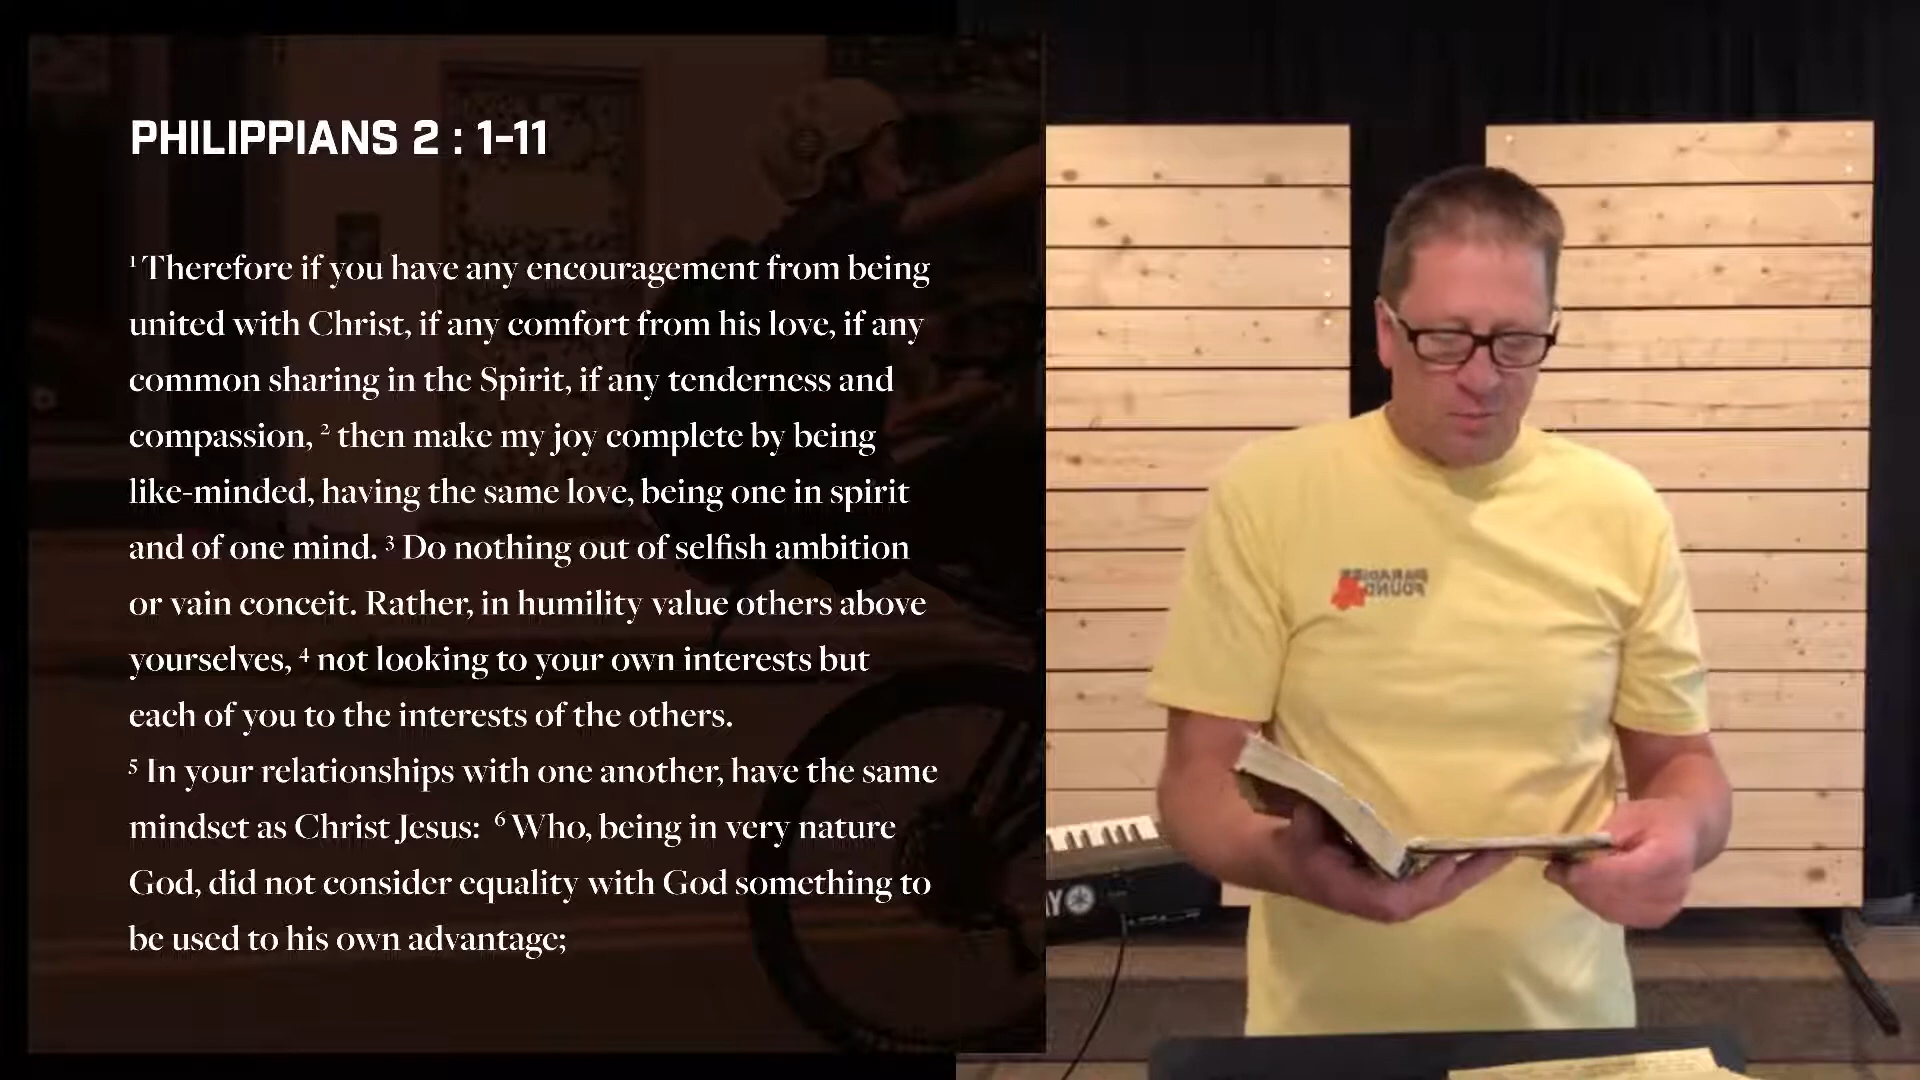 PHILIPPIANS 2 : 1-11
¹ Therefore if you have any encouragement from being
united with Christ, if any comfort from his love, if any
common sharing in the Spirit, if any tenderness and
compassion, ² then make my joy complete by being
like-minded, having the same love, being one in spirit
and of one mind. ³ Do nothing out of selfish ambition
or vain conceit. Rather, in humility value others above
yourselves, ⁴ not looking to your own interests but
each of you to the interests of the others.
⁵ In your relationships with one another, have the same
mindset as Christ Jesus: ⁶ Who, being in very nature
God, did not consider equality with God something to
be used to his own advantage;
FOUND